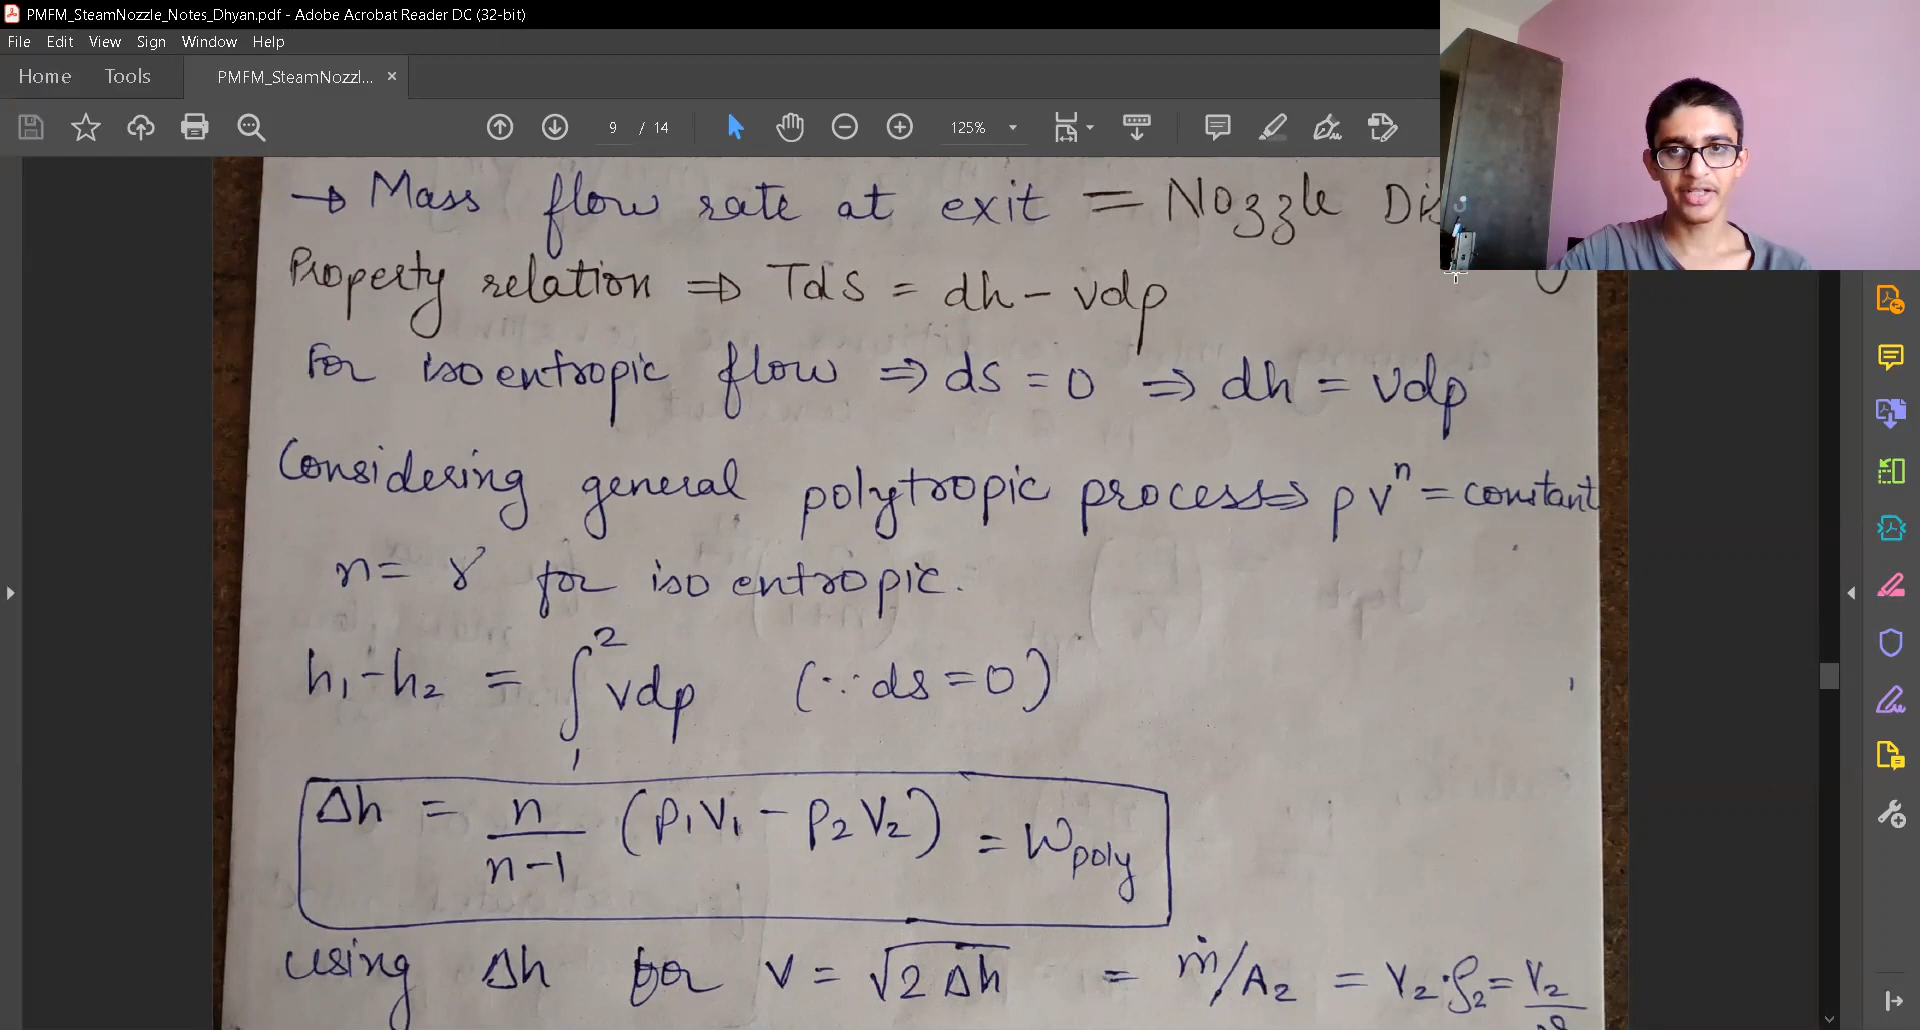 PMFM_SteamNozzle_Notes_Dhyan.pdf - Adobe Acrobat Reader DC (32-bit)
File Edit View Sign Window Help
Home Tools PMFM_SteamNozzl... ×
9 / 14 125%
→ Mass flow rate at exit = Nozzle
Property relation ⇒ Tds = dh - vdp
For isoentropic flow ⇒ ds = 0 ⇒ dh = vdp
Considering general polytropic process ⇒ pvⁿ = constant
n = γ for isoentropic.
h₁ - h₂ = ∫₁² vdp (∵ ds = 0)
Δh = n/(n-1) (p₁V₁ - p₂V₂) = Wpoly
using Δh for V = √2Δh = ṁ/A₂ = V₂·ρ₂ = V₂